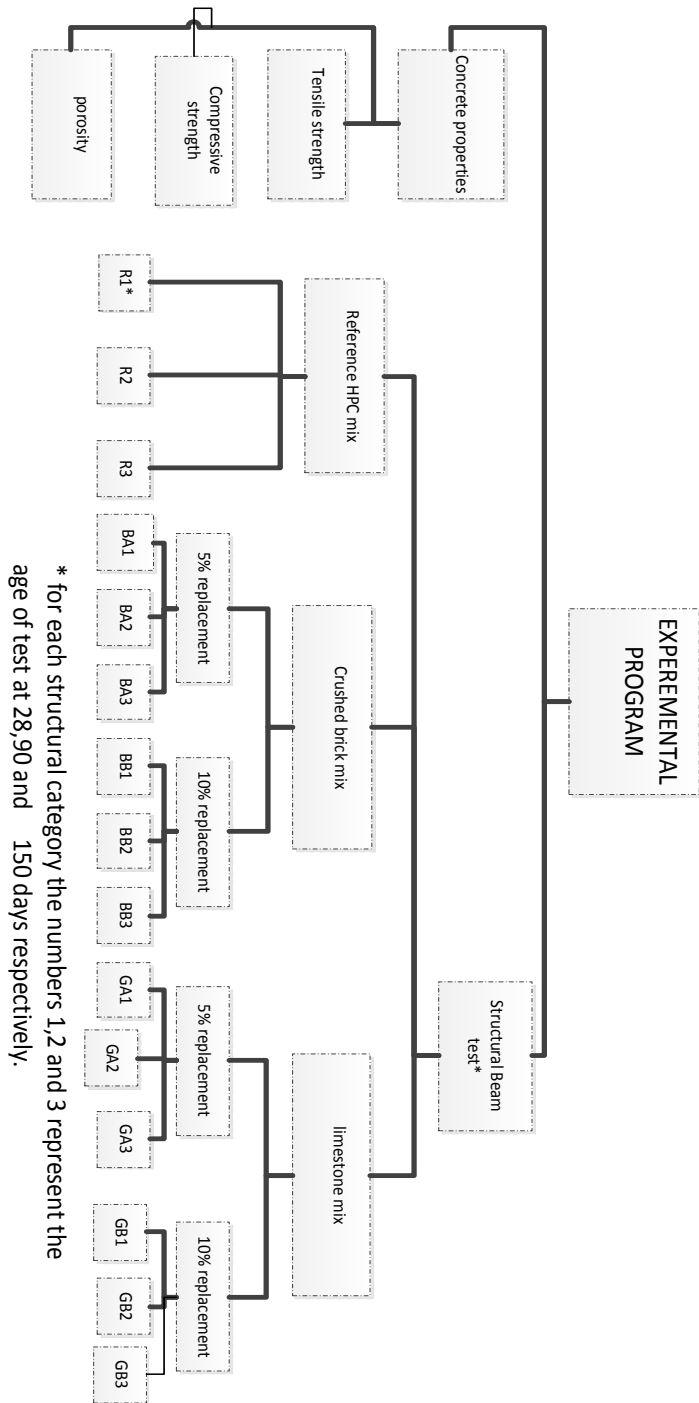 EXPEREMENTAL
PROGRAM
Concrete properties
Tensile strength
Compressive
strength
porosity
Structural Beam
test*
Reference HPC mix
R1*
R2
R3
Crushed brick mix
5% replacement
BA1
BA2
BA3
10% replacement
BB1
BB2
BB3
limestone mix
5% replacement
GA1
GA2
GA3
10% replacement
GB1
GB2
GB3
* for each structural category the numbers 1,2 and 3 represent the
age of test at 28,90 and 150 days respectively.